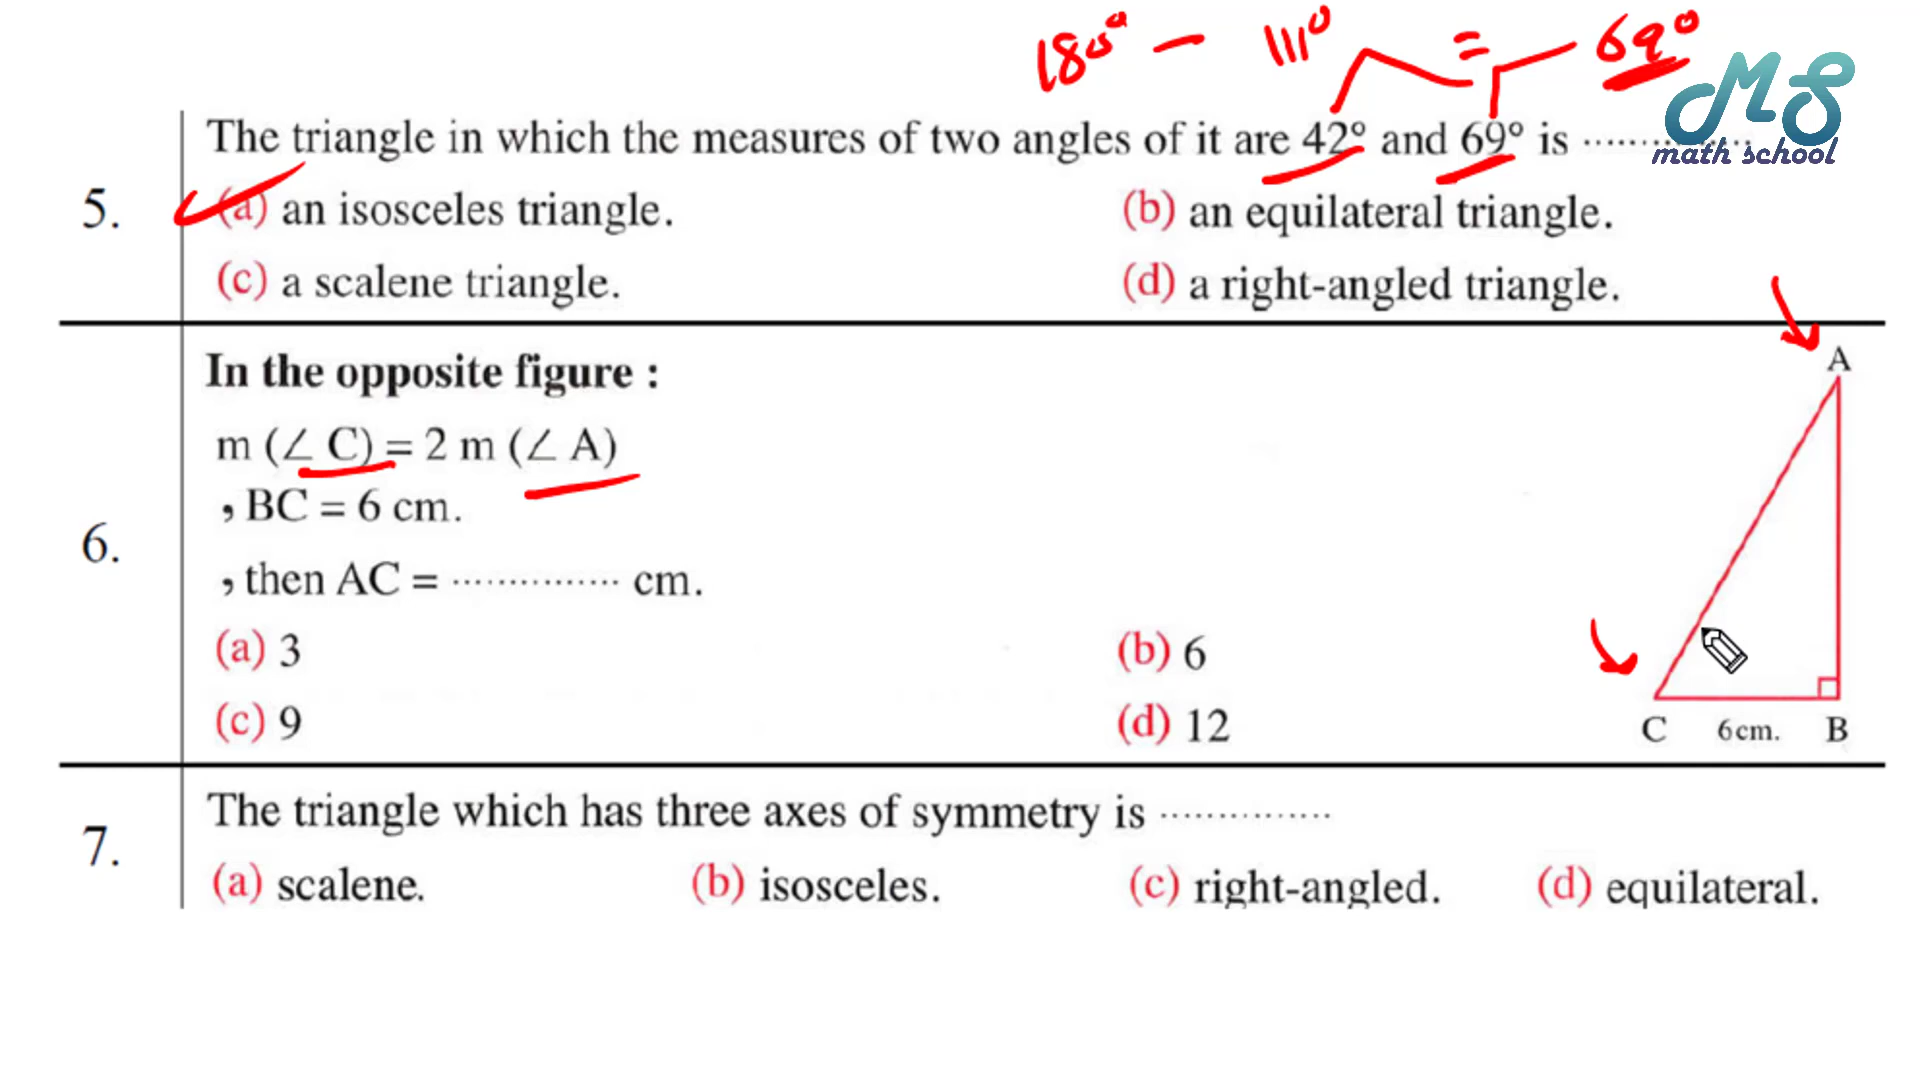 180° - 111° = 69°
MS
math school
5.
The triangle in which the measures of two angles of it are 42° and 69° is ················
(a) an isosceles triangle.
(b) an equilateral triangle.
(c) a scalene triangle.
(d) a right-angled triangle.
6.
In the opposite figure :
m (∠ C) = 2 m (∠ A)
, BC = 6 cm.
, then AC = ··············· cm.
(a) 3
(b) 6
(c) 9
(d) 12
A
C 6cm. B
7.
The triangle which has three axes of symmetry is ···············
(a) scalene. (b) isosceles. (c) right-angled. (d) equilateral.